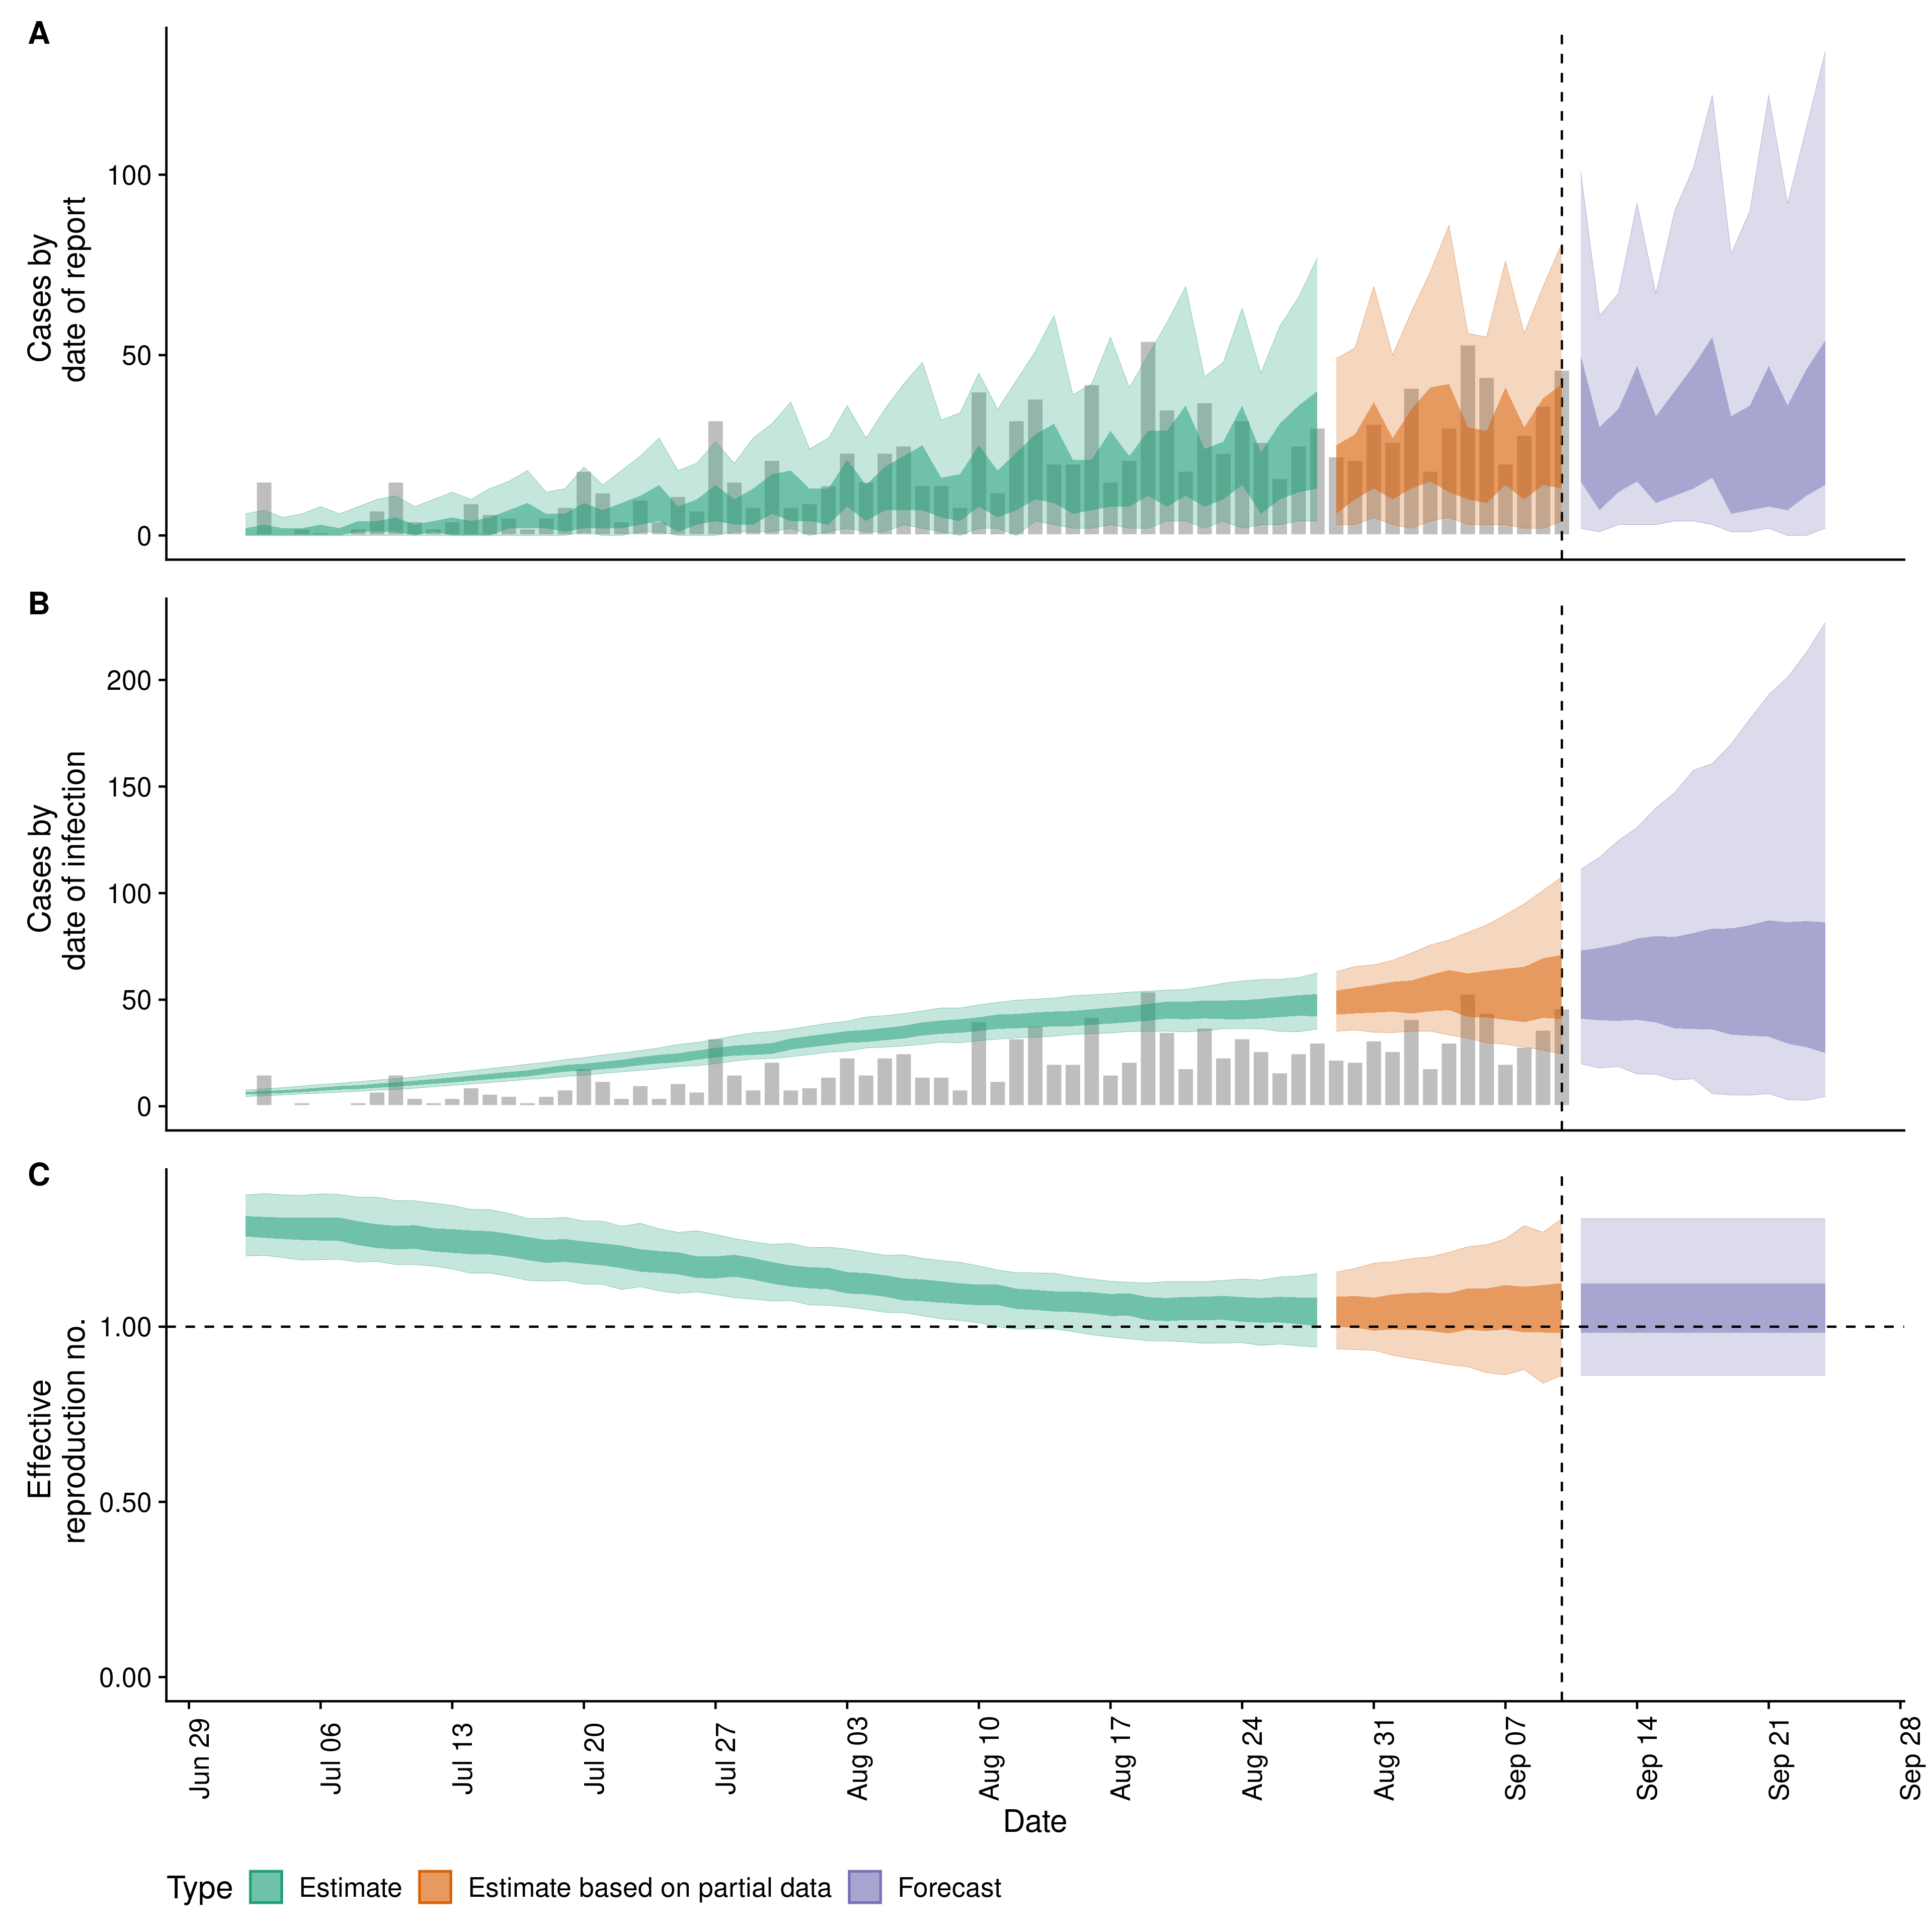 A
Cases by
date of report
100
50
0
B
Cases by
date of infection
200
150
100
50
0
C
Effective
reproduction no.
1.00
0.50
0.00
Jun 29
Jul 06
Jul 13
Jul 20
Jul 27
Aug 03
Aug 10
Aug 17
Aug 24
Aug 31
Sep 07
Sep 14
Sep 21
Sep 28
Date
Type Estimate Estimate based on partial data Forecast